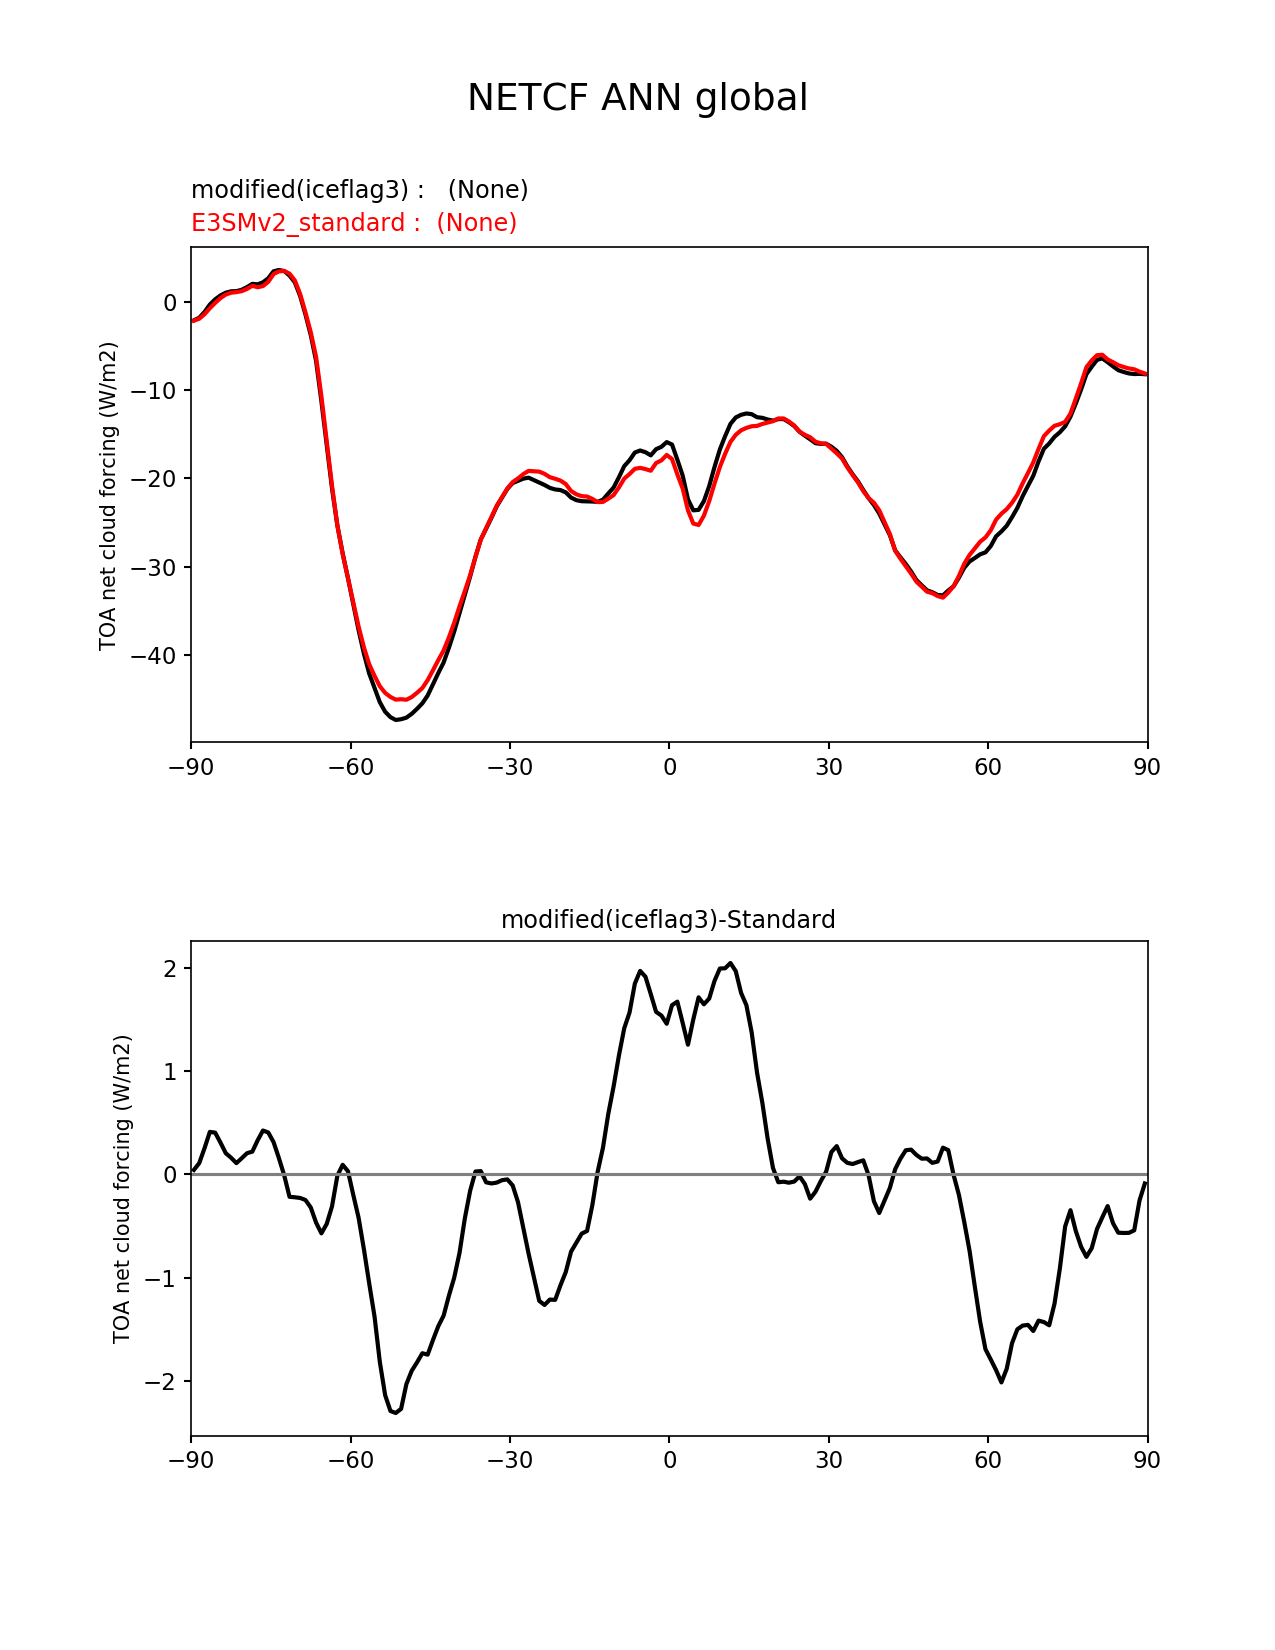 NETCF ANN global
modified(iceflag3) :   (None)
E3SMv2_standard :  (None)
TOA net cloud forcing (W/m2)
0
−10
−20
−30
−40
−90 −60 −30 0 30 60 90
modified(iceflag3)-Standard
TOA net cloud forcing (W/m2)
2
1
0
−1
−2
−90 −60 −30 0 30 60 90